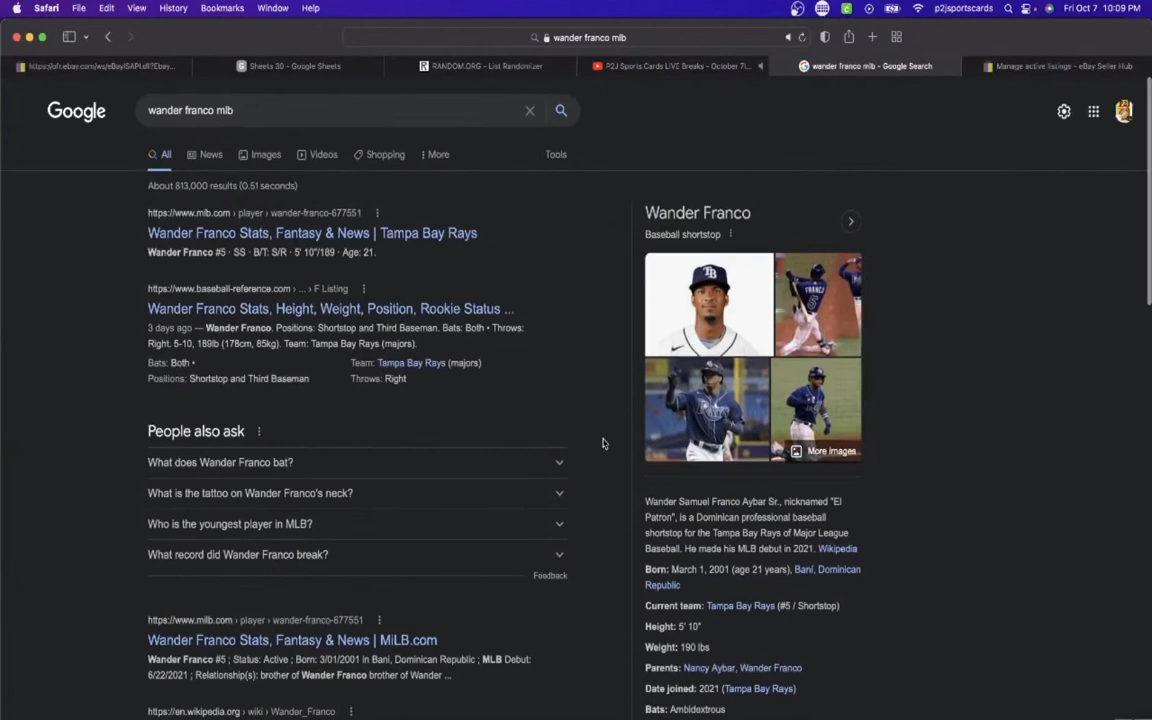 Safari File Edit View History Bookmarks Window Help p2jsportscards Fri Oct 7 10:09 PM
wander franco mlb
https://ofr.ebay.com/ws/eBayISAPI.dll?Ebay... Sheets 30 - Google Sheets RANDOM.ORG - List Randomizer P2J Sports Cards LIVE Breaks - October 7!... wander franco mlb - Google Search Manage active listings - eBay Seller Hub
Google wander franco mlb
All News Images Videos Shopping More Tools
About 813,000 results (0.51 seconds)
https://www.mlb.com › player › wander-franco-677551
Wander Franco Stats, Fantasy & News | Tampa Bay Rays
Wander Franco #5 · SS · B/T: S/R · 5' 10"/189 · Age: 21.
https://www.baseball-reference.com › ... › F Listing
Wander Franco Stats, Height, Weight, Position, Rookie Status ...
3 days ago — Wander Franco. Positions: Shortstop and Third Baseman. Bats: Both • Throws:
Right. 5-10, 189lb (178cm, 85kg). Team: Tampa Bay Rays (majors).
Bats: Both • Team: Tampa Bay Rays (majors)
Positions: Shortstop and Third Baseman Throws: Right
People also ask
What does Wander Franco bat?
What is the tattoo on Wander Franco's neck?
Who is the youngest player in MLB?
What record did Wander Franco break?
Feedback
https://www.milb.com › player › wander-franco-677551
Wander Franco Stats, Fantasy & News | MiLB.com
Wander Franco #5 ; Status: Active ; Born: 3/01/2001 in Bani, Dominican Republic ; MLB Debut:
6/22/2021 ; Relationship(s): brother of Wander Franco brother of Wander ...
https://en.wikipedia.org › wiki › Wander_Franco
Wander Franco
Baseball shortstop
More images
Wander Samuel Franco Aybar Sr., nicknamed "El
Patron", is a Dominican professional baseball
shortstop for the Tampa Bay Rays of Major League
Baseball. He made his MLB debut in 2021. Wikipedia
Born: March 1, 2001 (age 21 years), Baní, Dominican
Republic
Current team: Tampa Bay Rays (#5 / Shortstop)
Height: 5' 10"
Weight: 190 lbs
Parents: Nancy Aybar, Wander Franco
Date joined: 2021 (Tampa Bay Rays)
Bats: Ambidextrous